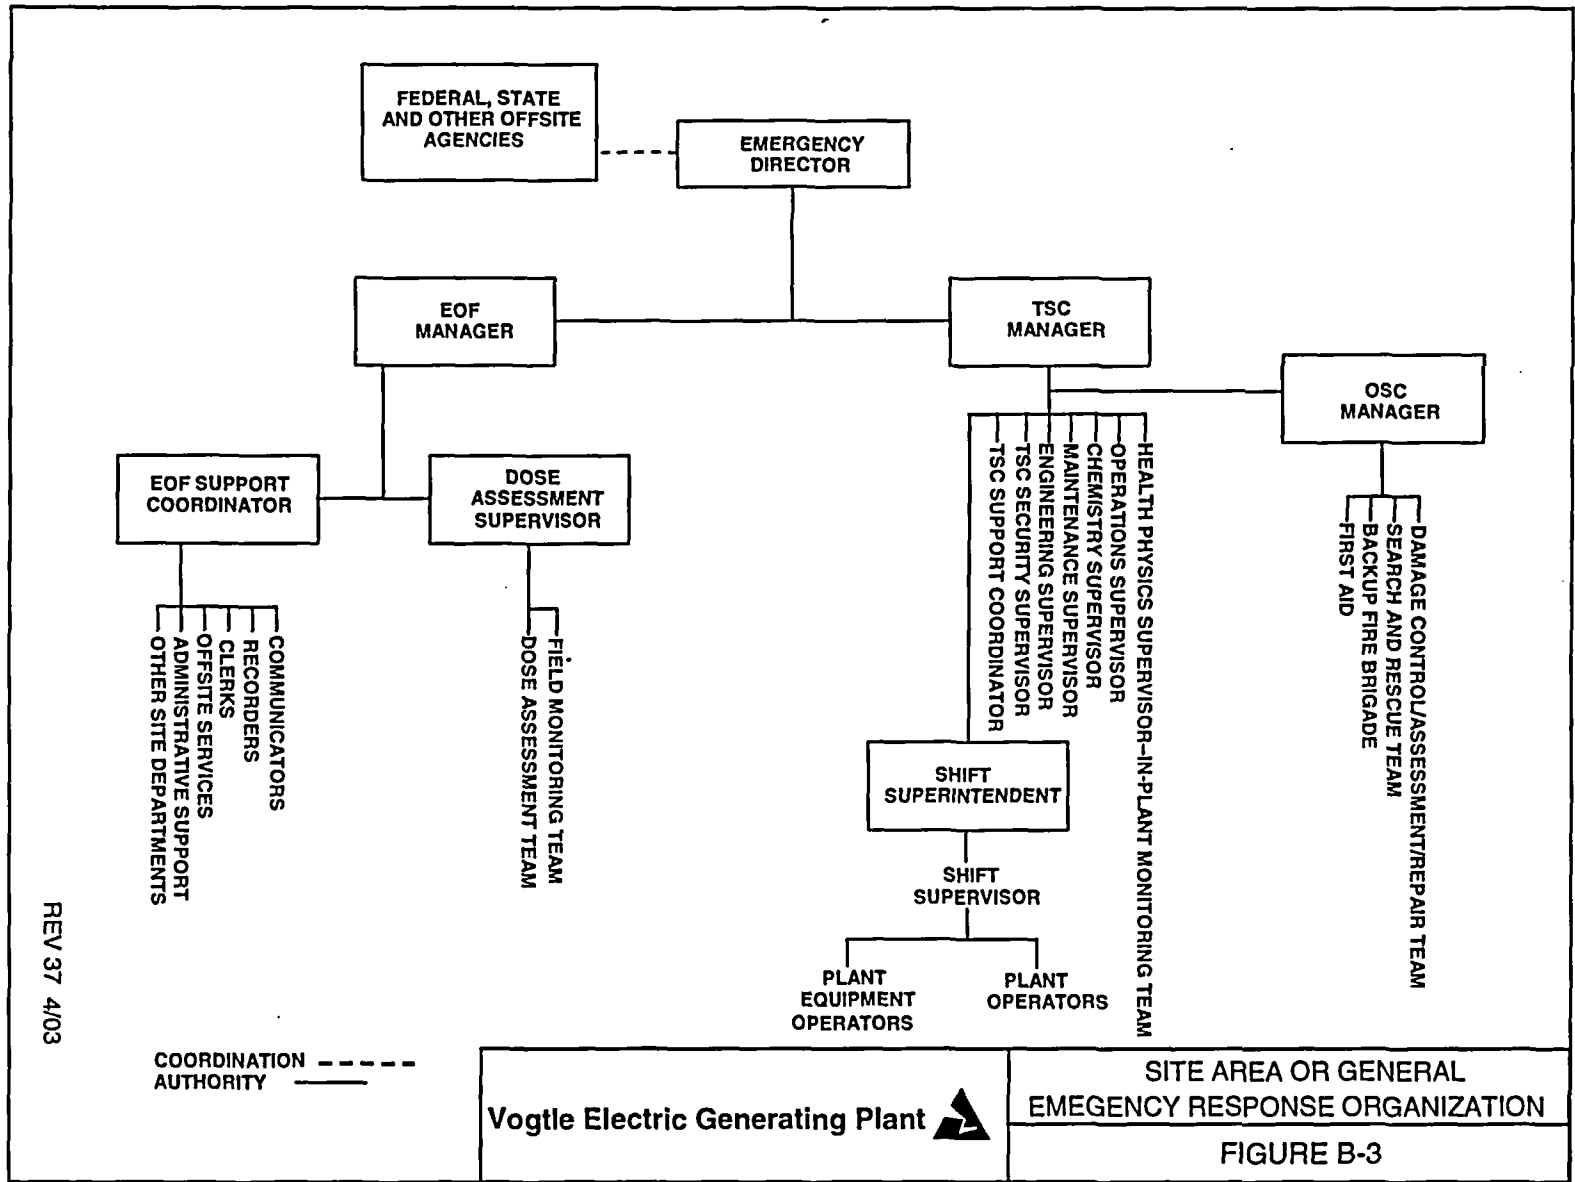 FEDERAL, STATE
AND OTHER OFFSITE
AGENCIES
EMERGENCY
DIRECTOR
EOF
MANAGER
TSC
MANAGER
OSC
MANAGER
EOF SUPPORT
COORDINATOR
DOSE
ASSESSMENT
SUPERVISOR
COMMUNICATORS
RECORDERS
CLERKS
OFFSITE SERVICES
ADMINISTRATIVE SUPPORT
OTHER SITE DEPARTMENTS
FIELD MONITORING TEAM
DOSE ASSESSMENT TEAM
HEALTH PHYSICS SUPERVISOR-IN-PLANT MONITORING TEAM
OPERATIONS SUPERVISOR
CHEMISTRY SUPERVISOR
MAINTENANCE SUPERVISOR
ENGINEERING SUPERVISOR
TSC SECURITY SUPERVISOR
TSC SUPPORT COORDINATOR
DAMAGE CONTROL/ASSESSMENT/REPAIR TEAM
SEARCH AND RESCUE TEAM
BACKUP FIRE BRIGADE
FIRST AID
SHIFT
SUPERINTENDENT
SHIFT
SUPERVISOR
PLANT
EQUIPMENT
OPERATORS
PLANT
OPERATORS
REV 37 4/03
COORDINATION
AUTHORITY
Vogtle Electric Generating Plant
SITE AREA OR GENERAL
EMEGENCY RESPONSE ORGANIZATION
FIGURE B-3